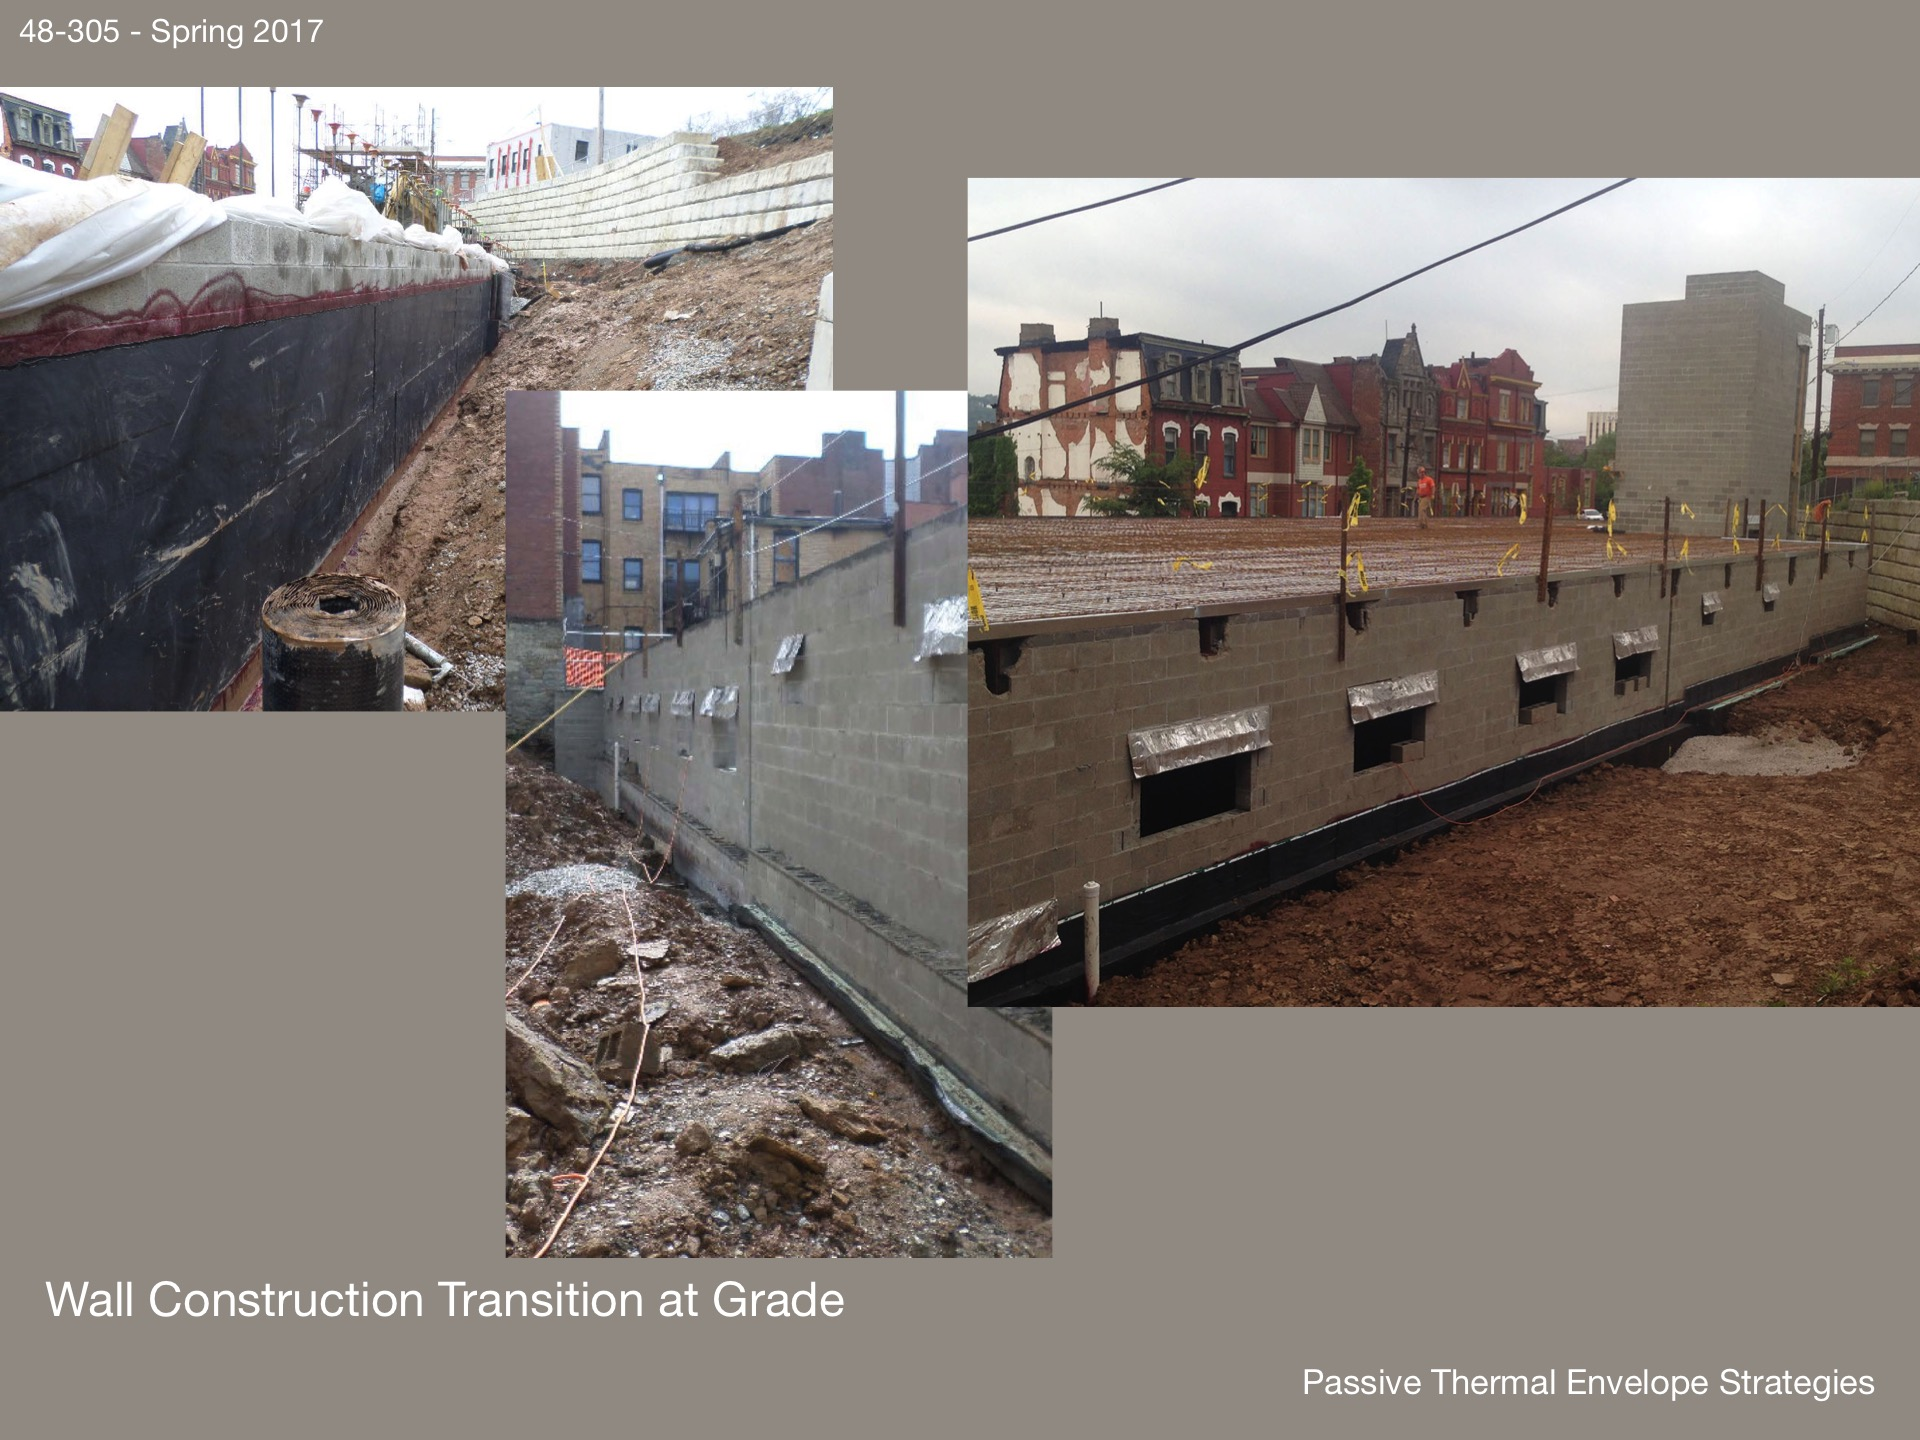 48-305 - Spring 2017
Wall Construction Transition at Grade
Passive Thermal Envelope Strategies